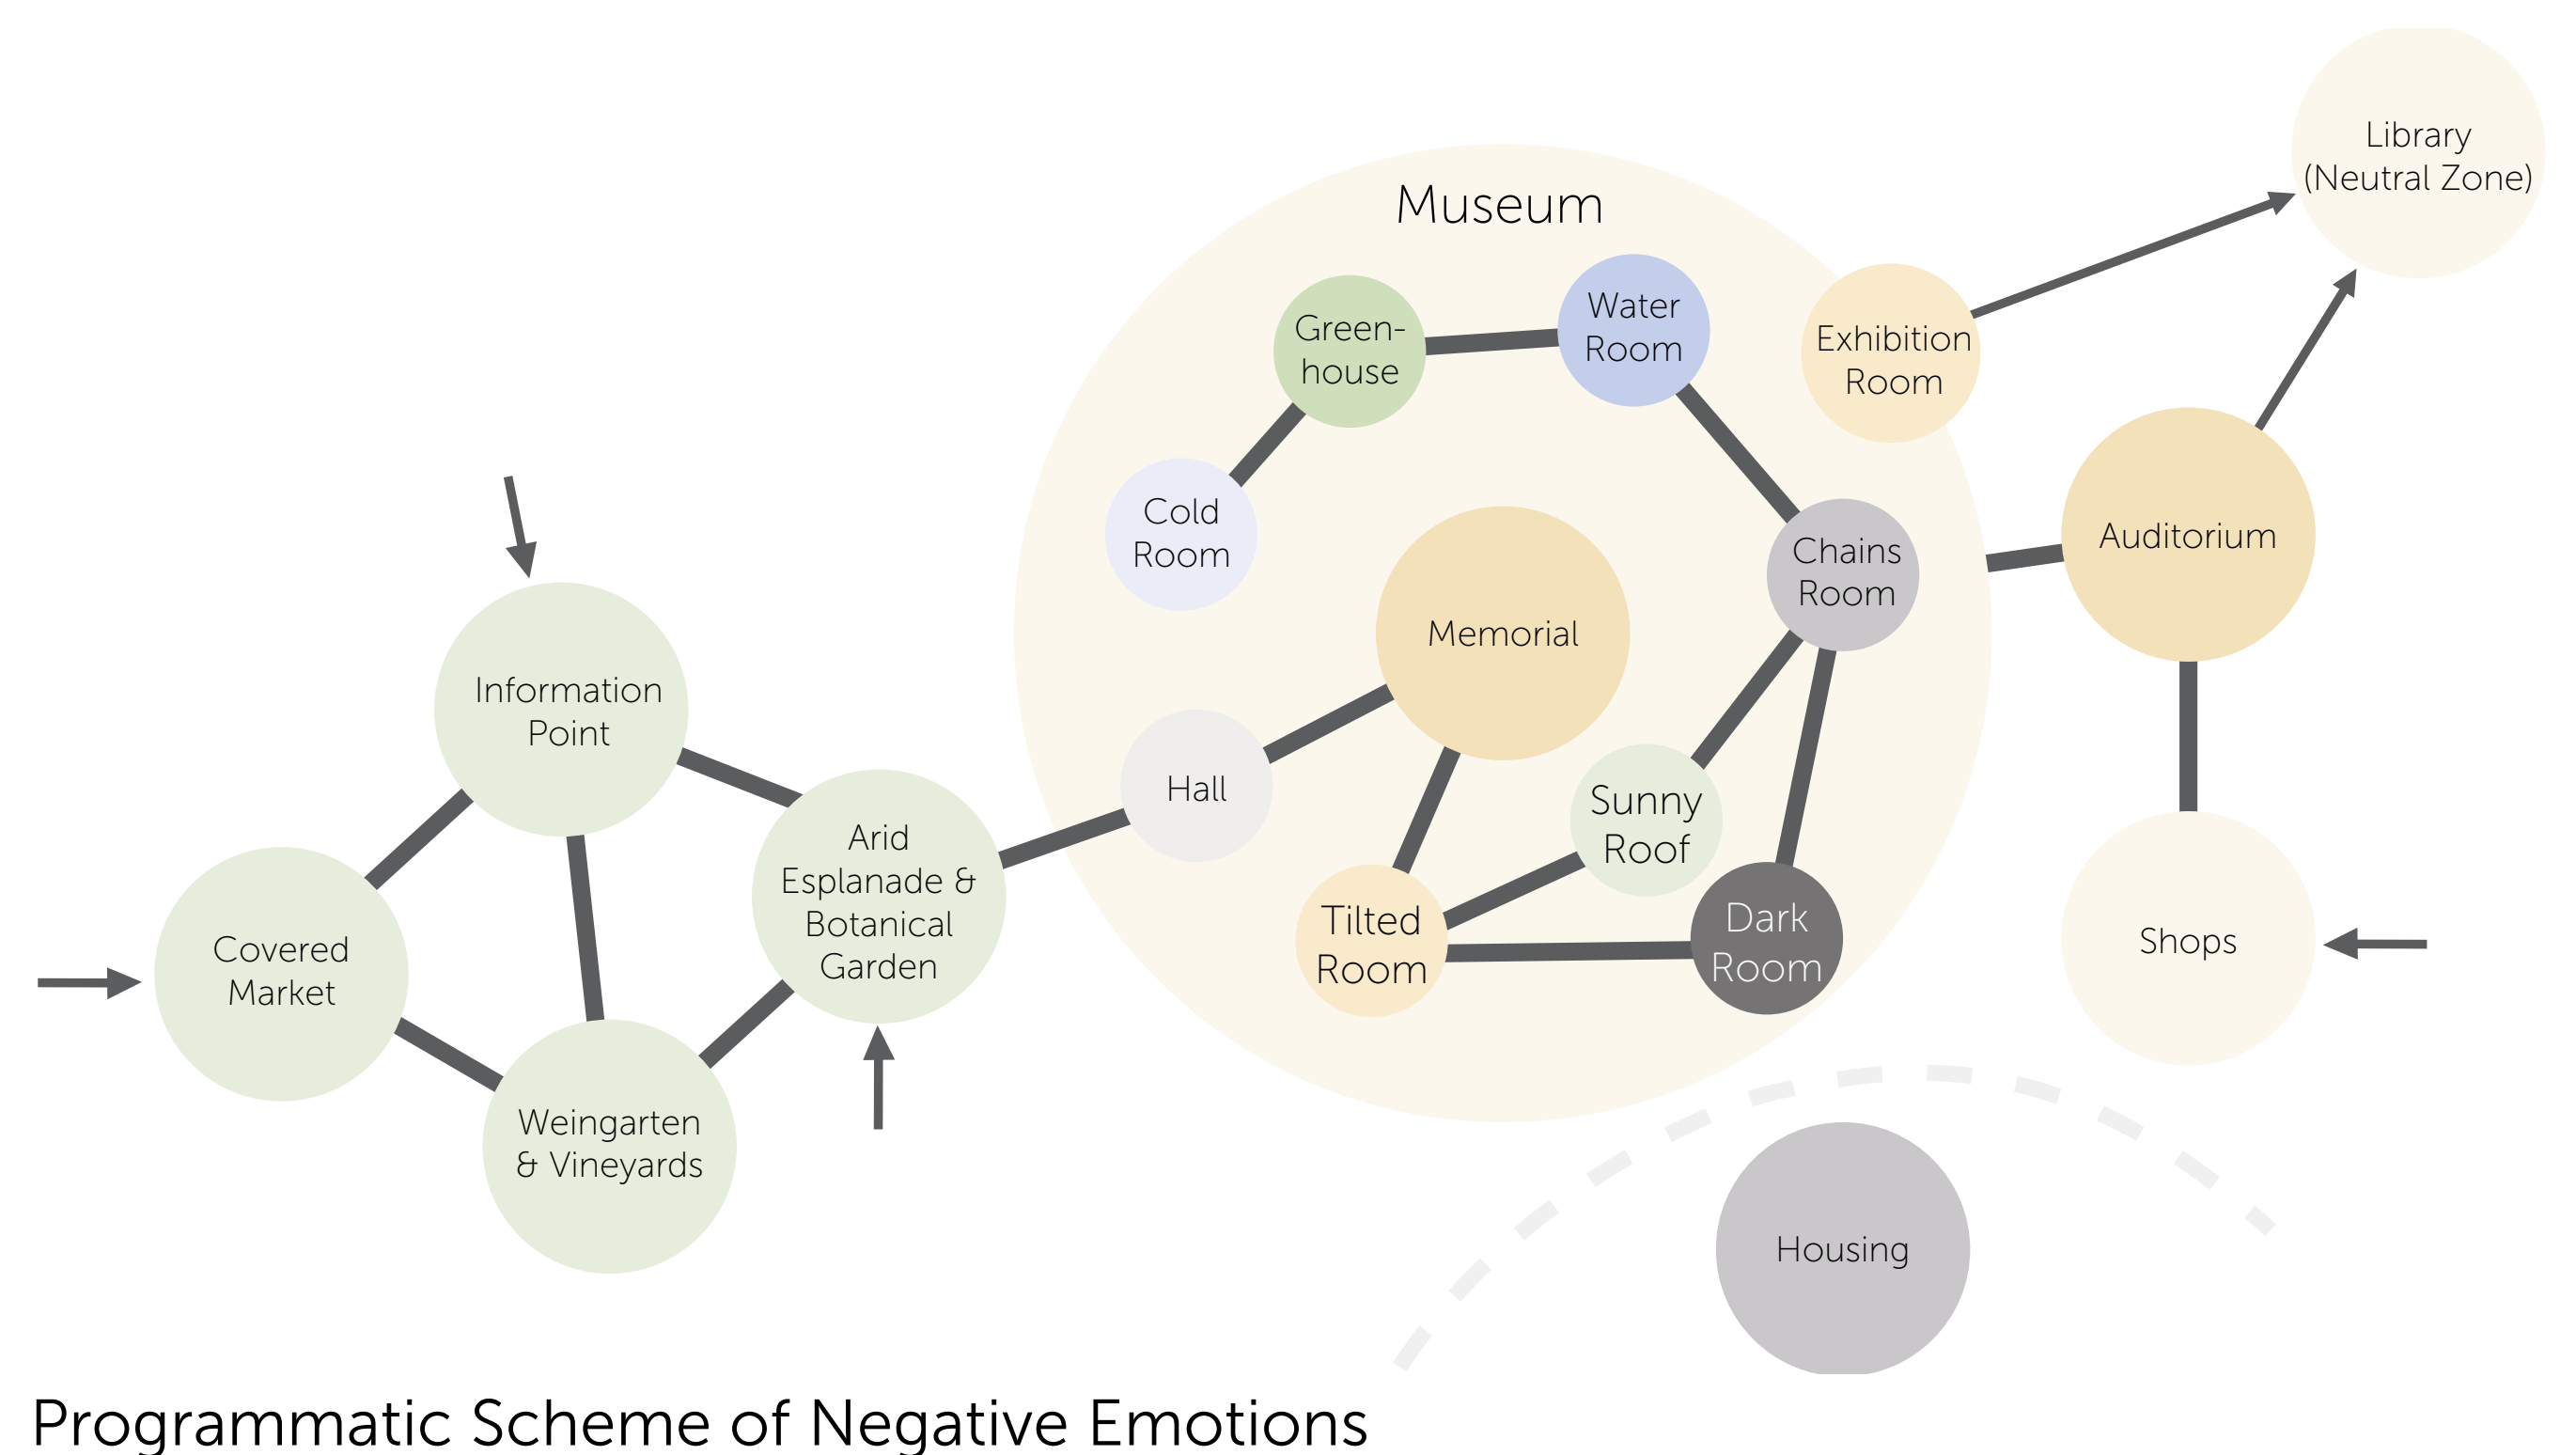 Library
(Neutral Zone)
Museum
Green-
house
Water
Room
Exhibition
Room
Cold
Room
Chains
Room
Auditorium
Memorial
Information
Point
Hall
Sunny
Roof
Arid
Esplanade &
Botanical
Garden
Tilted
Room
Dark
Room
Covered
Market
Shops
Weingarten
& Vineyards
Housing
Programmatic Scheme of Negative Emotions